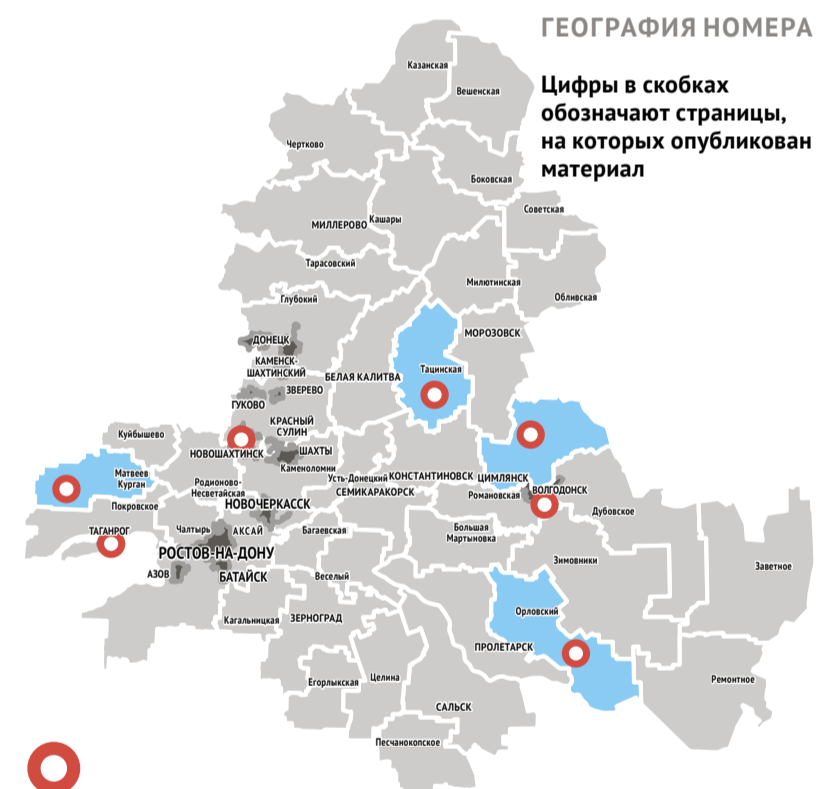 ГЕОГРАФИЯ НОМЕРА
Цифры в скобках
обозначают страницы,
на которых опубликован
материал
Казанская
Вешенская
Чертково
Боковская
Советская
МИЛЛЕРОВО
Кашары
Тарасовский
Милютинская
Обливская
Глубокий
МОРОЗОВСК
ДОНЕЦК
КАМЕНСК-
ШАХТИНСКИЙ
Тацинская
БЕЛАЯ КАЛИТВА
ЗВЕРЕВО
ГУКОВО
КРАСНЫЙ
СУЛИН
Куйбышево
НОВОШАХТИНСК
ШАХТЫ
Каменоломни
Матвеев
Курган
Родионово-
Несветайская
Усть-Донецкий
КОНСТАНТИНОВСК
ЦИМЛЯНСК
СЕМИКАРАКОРСК
Романовская
ВОЛГОДОНСК
Покровское
НОВОЧЕРКАССК
Дубовское
ТАГАНРОГ
Чалтырь
АКСАЙ
Багаевская
Большая
Мартыновка
РОСТОВ-НА-ДОНУ
Зимовники
Заветное
АЗОВ
БАТАЙСК
Веселый
Орловский
Кагальницкая
ЗЕРНОГРАД
ПРОЛЕТАРСК
Егорлыкская
Целина
Ремонтное
САЛЬСК
Песчанокопское